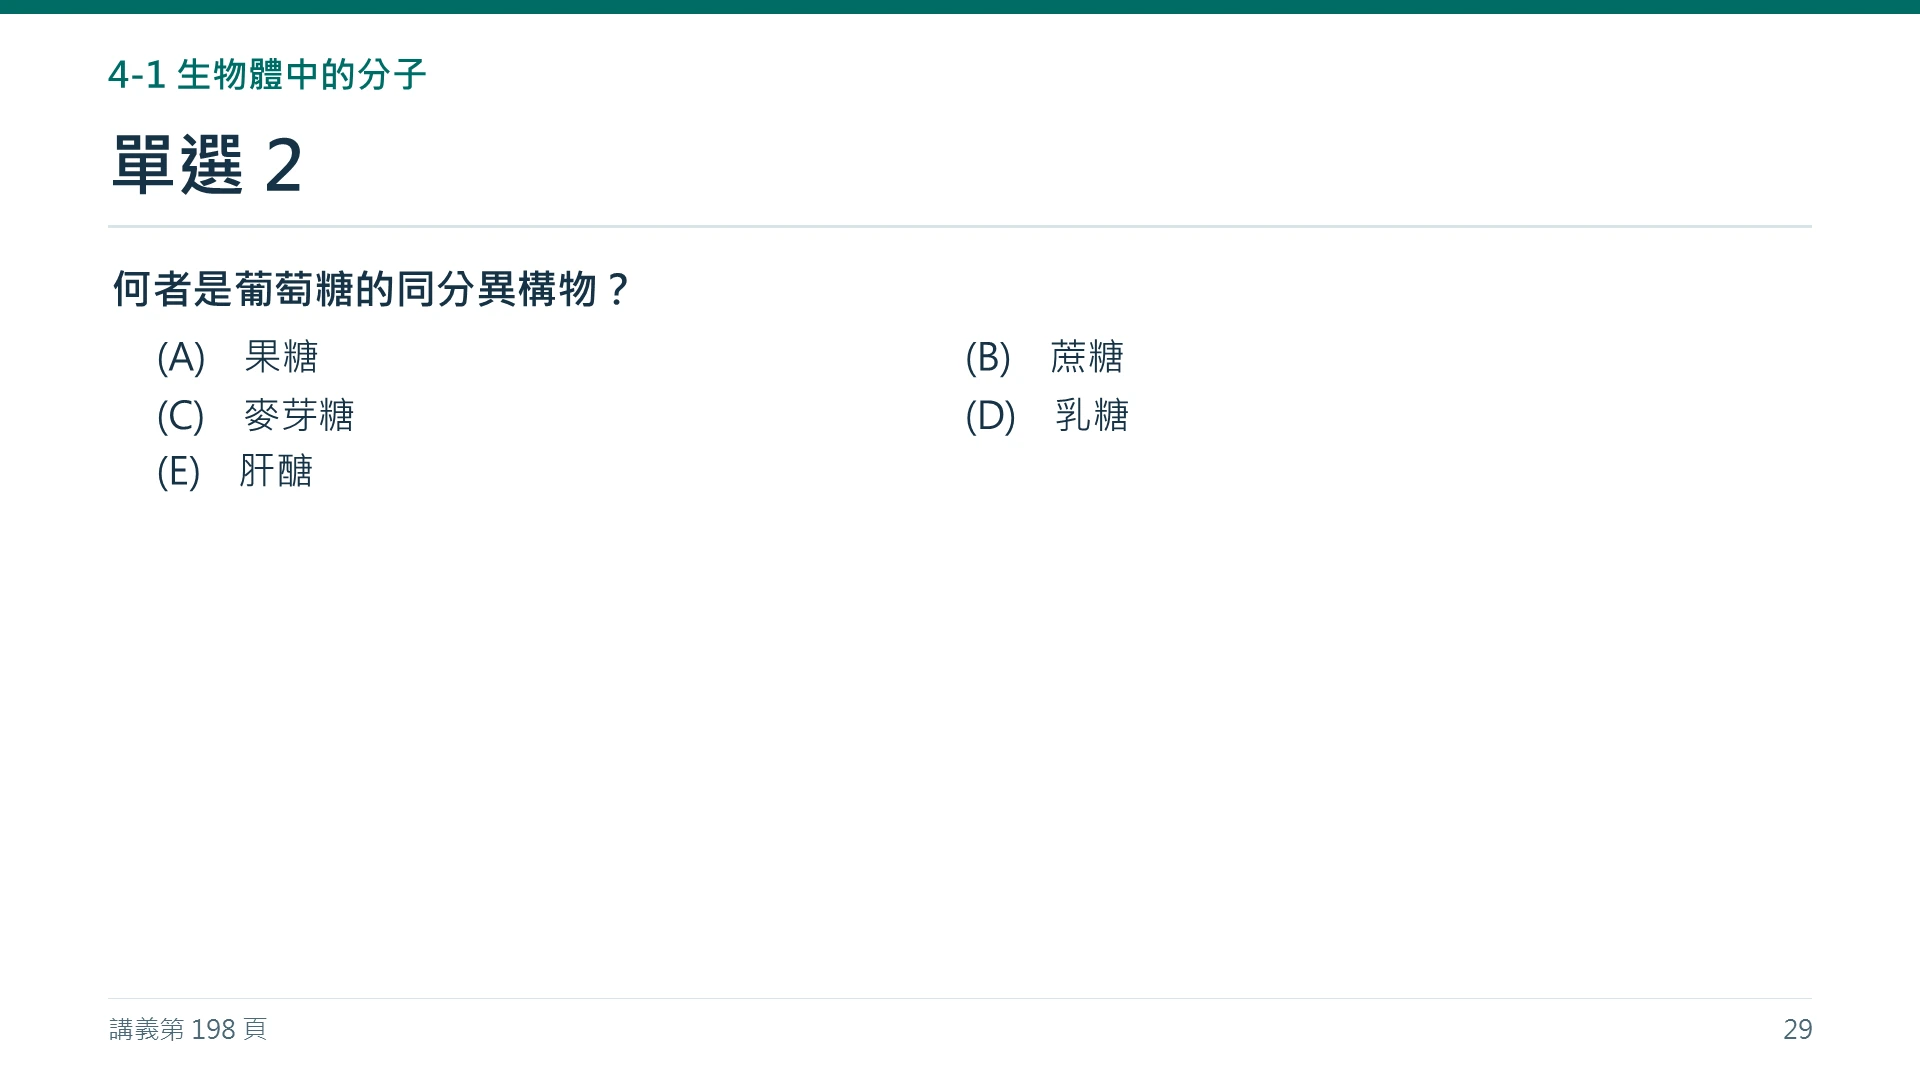 4-1 生物體中的分子
單選 2
何者是葡萄糖的同分異構物？
(A) 果糖
(B) 蔗糖
(C) 麥芽糖
(D) 乳糖
(E) 肝醣
講義第 198 頁
29